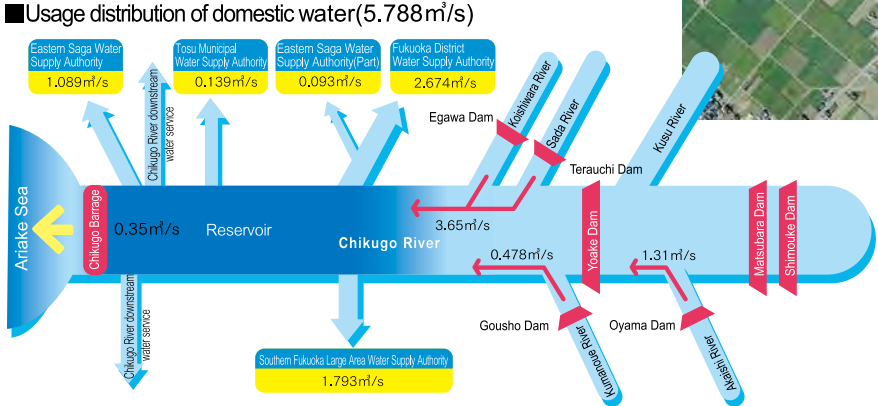 ■Usage distribution of domestic water(5.788㎥/s)
Eastern Saga Water
Supply Authority
1.089㎥/s
Chikugo River downstream
water service
Tosu Municipal
Water Supply Authority
0.139㎥/s
Eastern Saga Water
Supply Authority(Part)
0.093㎥/s
Fukuoka District
Water Supply Authority
2.674㎥/s
Egawa Dam
Koishiwara River
Sada River
Terauchi Dam
Kusu River
Ariake Sea
Chikugo Barrage
0.35㎥/s
Reservoir
Chikugo River
3.65㎥/s
0.478㎥/s
Yoake Dam
1.31㎥/s
Matsubara Dam
Shimouke Dam
Chikugo River downstream
water service
Gousho Dam
Kumanoue River
Oyama Dam
Akaishi River
Southern Fukuoka Large Area Water Supply Authority
1.793㎥/s